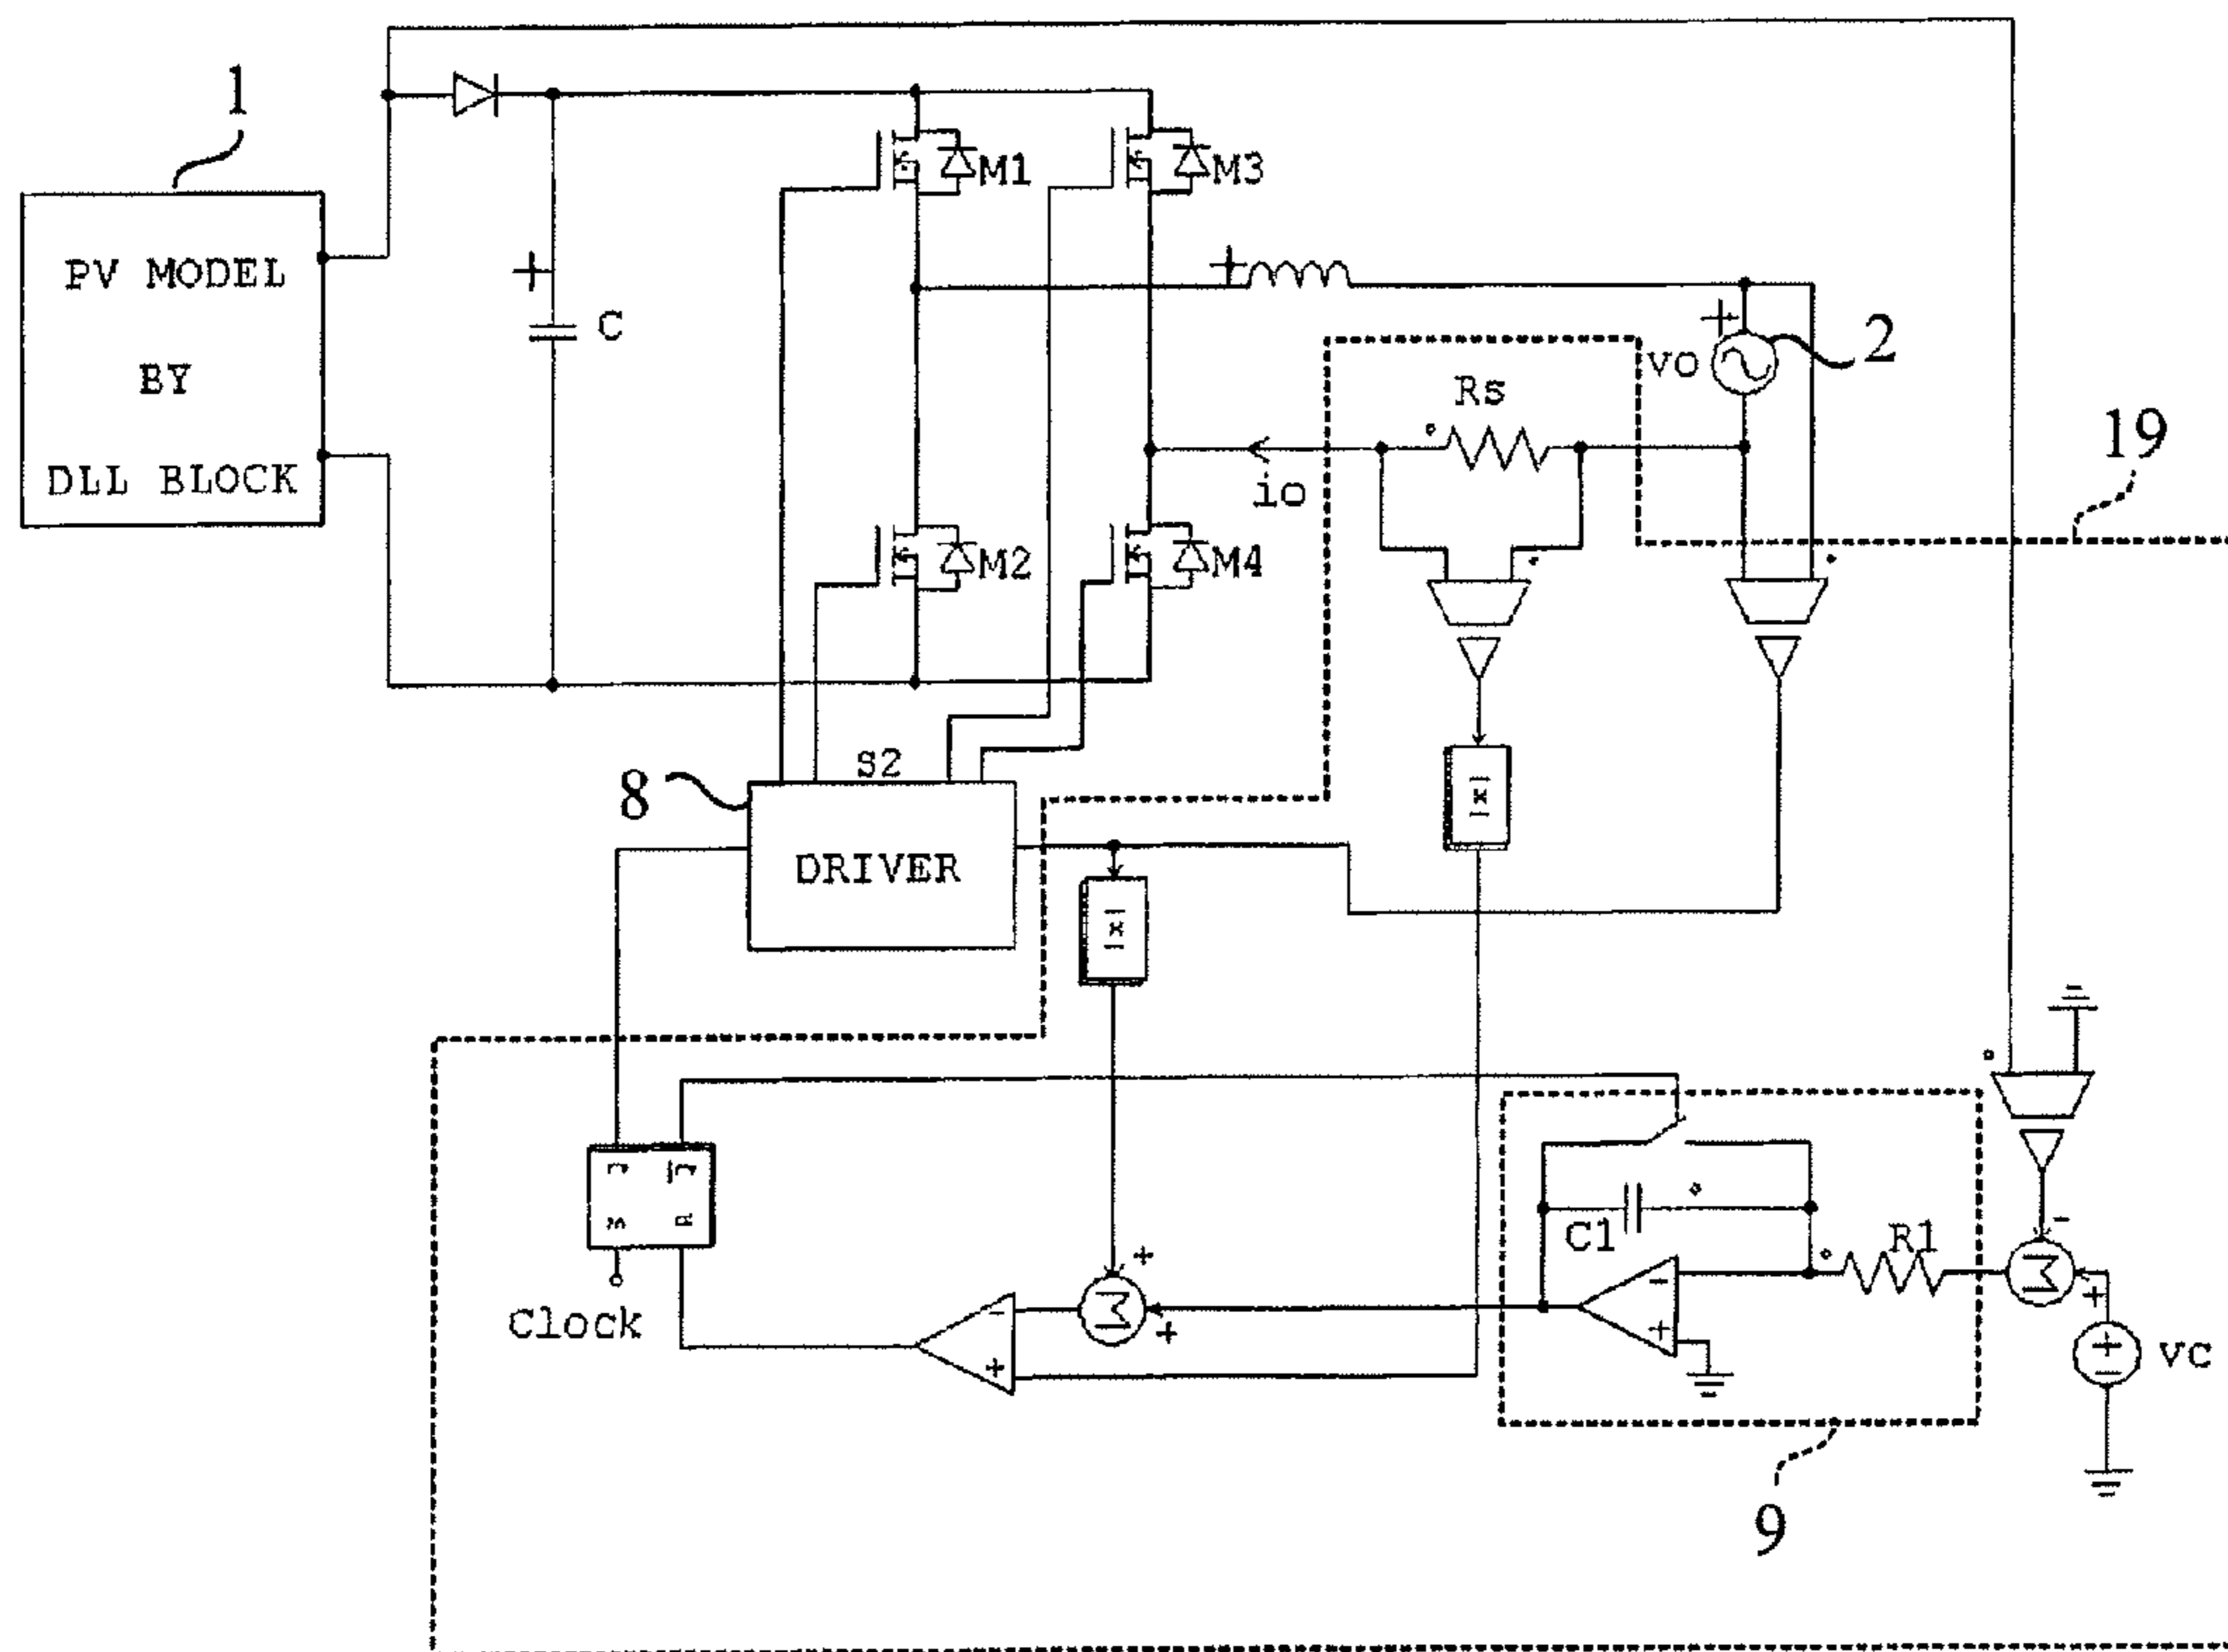 1
PV MODEL
BY
DLL BLOCK
+
C
M1
M3
+
+
vo
2
Rs
19
io
M2
M4
S2
8
DRIVER
|x|
|x|
Q
Q
S
R
Clock
+
+
Σ
-
+
C1
R1
-
+
-
Σ
+
+
vc
9